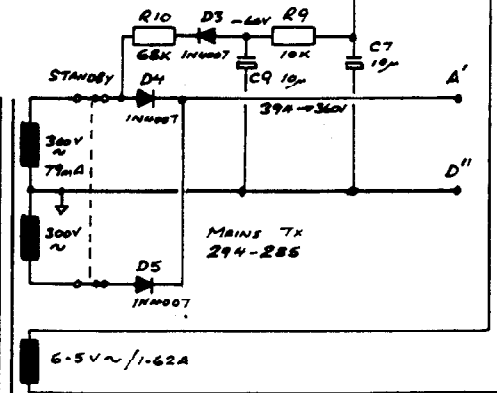 R10 D3 -60V R9
68K 1N4007 10K C7
C9 10µ 10µ
STANDBY D4 A'
1N4007 394→360V
300V
~
79mA D"
300V
~ MAINS TX
294-285
D5
1N4007
6-5V~/1.62A